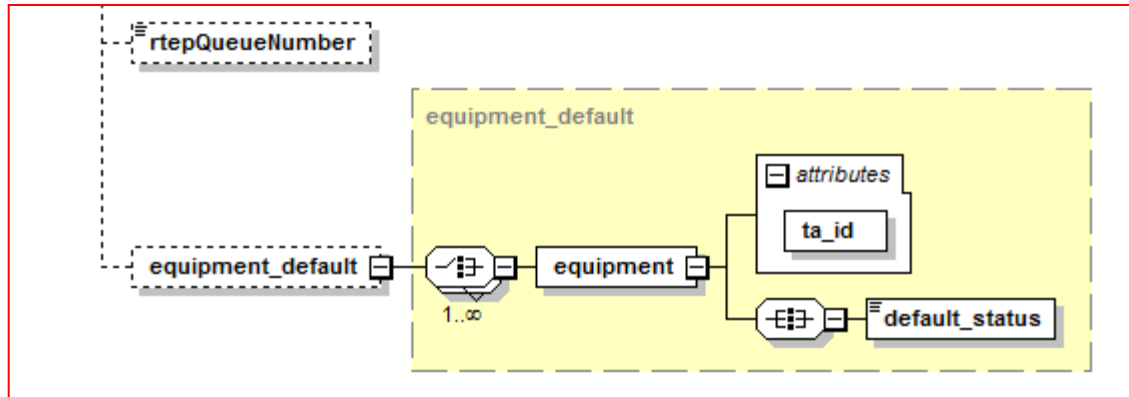 rtepQueueNumber
equipment_default
attributes
ta_id
equipment_default
equipment
1..∞
default_status